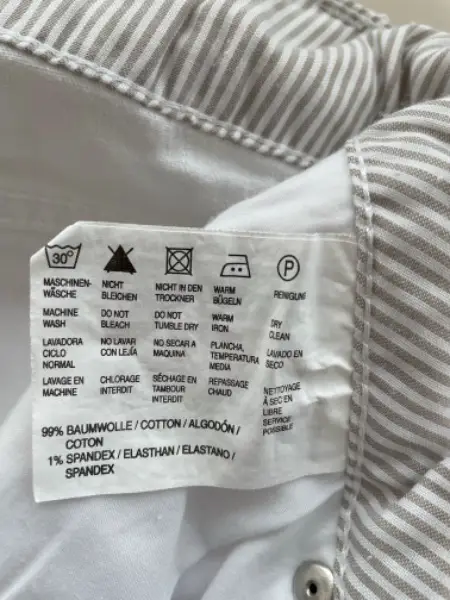 30°
P
MASCHINEN-
WÄSCHE
NICHT
BLEICHEN
NICHT IN DEN
TROCKNER
WARM
BÜGELN
REINIGUNG
MACHINE
WASH
DO NOT
BLEACH
DO NOT
TUMBLE DRY
WARM
IRON
DRY
CLEAN
LAVADORA
CICLO
NORMAL
NO LAVAR
CON LEJÍA
NO SECAR A
MAQUINA
PLANCHA,
TEMPERATURA
MEDIA
LAVADO EN
SECO
LAVAGE EN
MACHINE
CHLORAGE
INTERDIT
SÉCHAGE EN
TAMBOUR
INTERDIT
REPASSAGE
CHAUD
NETTOYAGE
À SEC EN
LIBRE
SERVICE
POSSIBLE
99% BAUMWOLLE / COTTON / ALGODÓN /
COTON
1% SPANDEX / ELASTHAN / ELASTANO /
SPANDEX